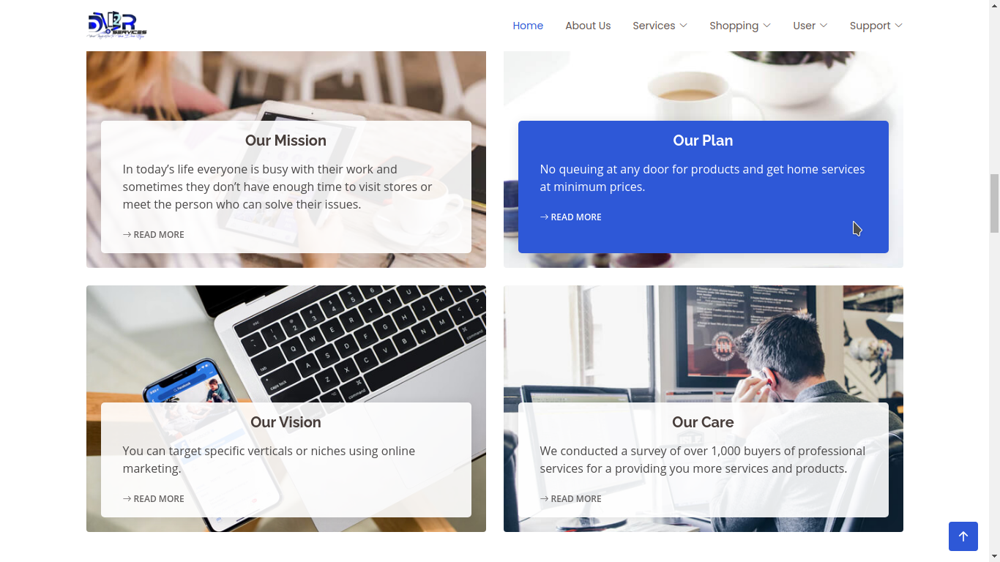 SERVICES
Home
About Us
Services
Shopping
User
Support
Our Mission
In today’s life everyone is busy with their work and
sometimes they don’t have enough time to visit stores or
meet the person who can solve their issues.
→ READ MORE
Our Plan
No queuing at any door for products and get home services
at minimum prices.
→ READ MORE
Our Vision
You can target specific verticals or niches using online
marketing.
→ READ MORE
Our Care
We conducted a survey of over 1,000 buyers of professional
services for a providing you more services and products.
→ READ MORE